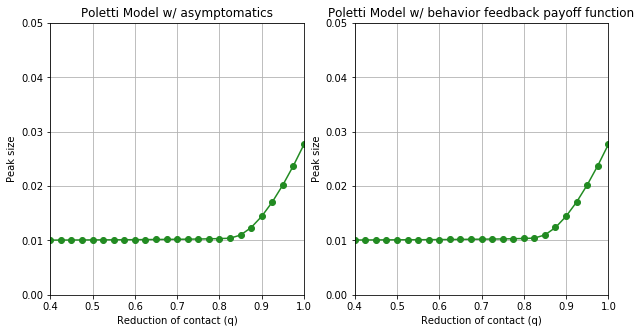 Poletti Model w/ asymptomatics
0.05
0.04
0.03
0.02
0.01
0.00
Peak size
0.4 0.5 0.6 0.7 0.8 0.9 1.0
Reduction of contact (q)
Poletti Model w/ behavior feedback payoff function
0.05
0.04
0.03
0.02
0.01
0.00
Peak size
0.4 0.5 0.6 0.7 0.8 0.9 1.0
Reduction of contact (q)